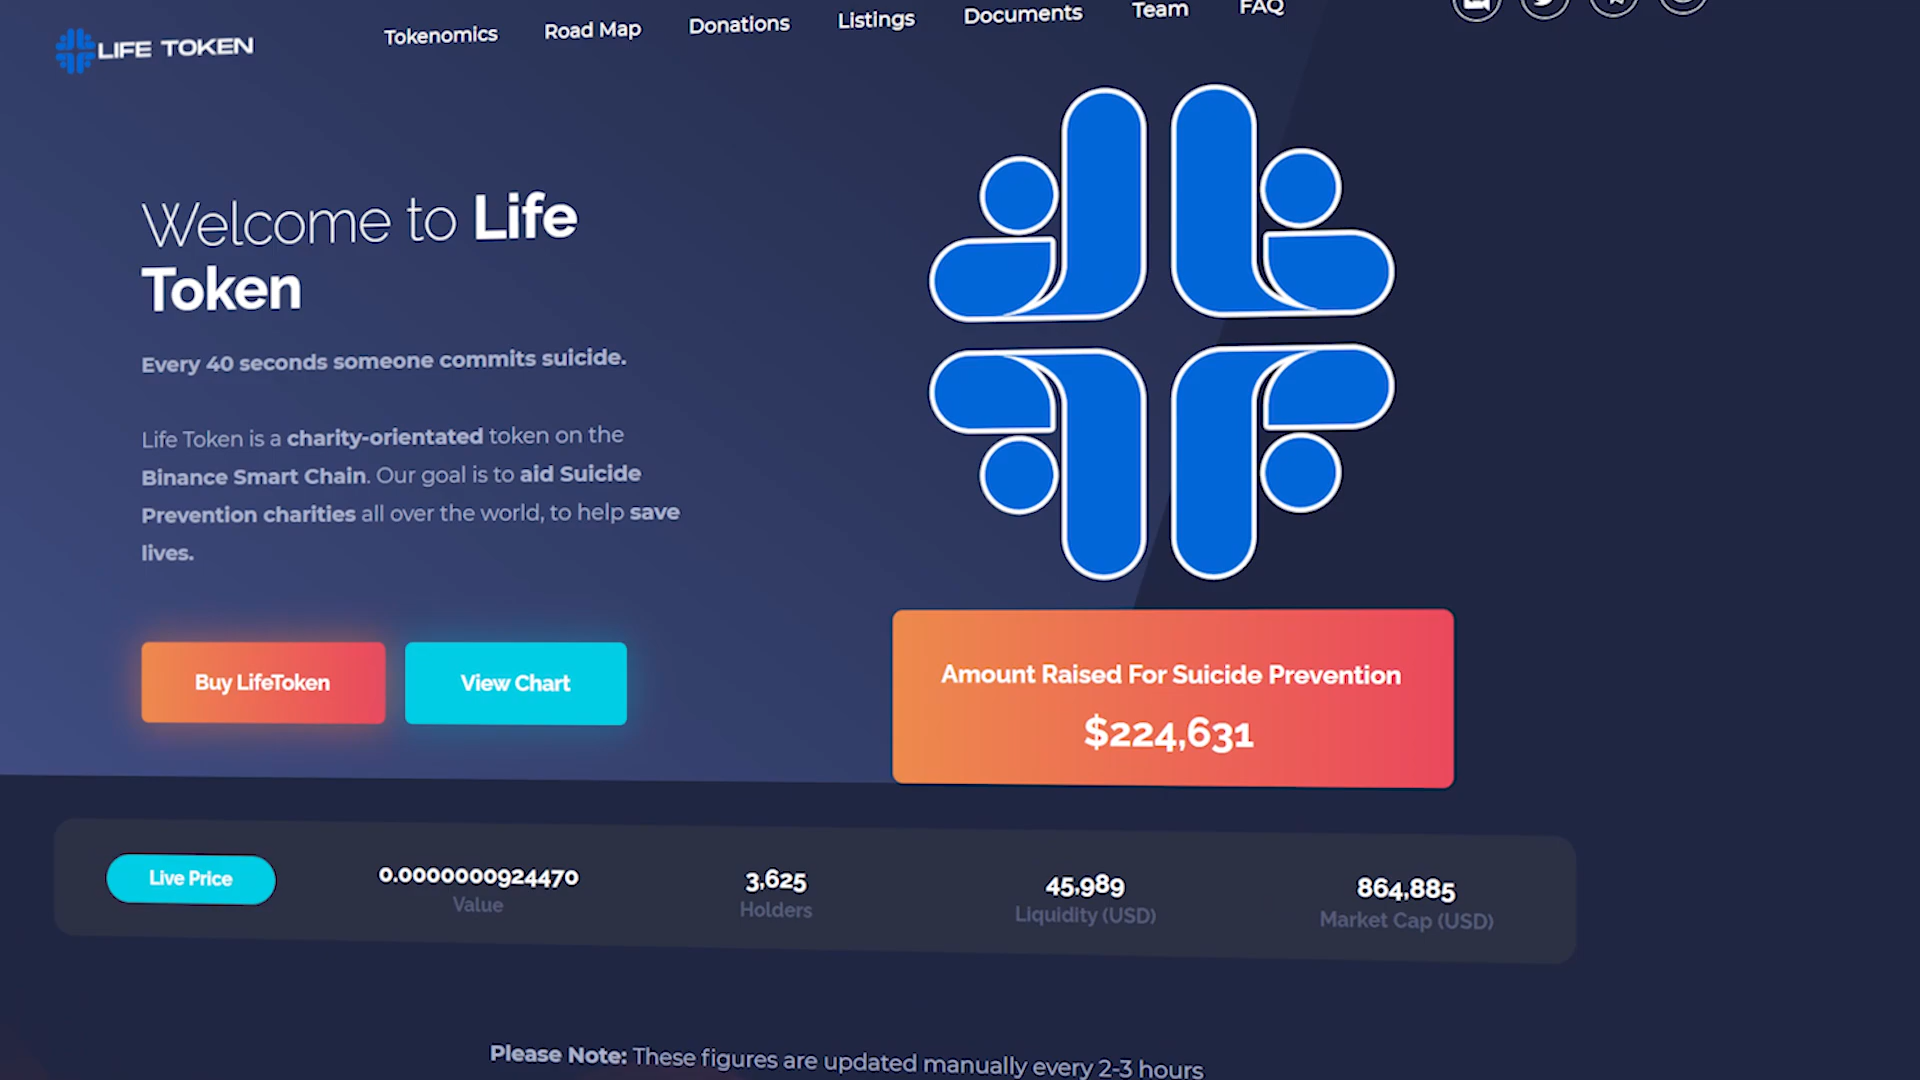 LIFE TOKEN
Tokenomics
Road Map
Donations
Listings
Documents
Team
FAQ
Welcome to Life
Token
Every 40 seconds someone commits suicide.
Life Token is a charity-orientated token on the
Binance Smart Chain. Our goal is to aid Suicide
Prevention charities all over the world, to help save
lives.
Buy LifeToken
View Chart
Amount Raised For Suicide Prevention
$224,631
Live Price
0.0000000924470
Value
3,625
Holders
45,989
Liquidity (USD)
864,885
Market Cap (USD)
Please Note: These figures are updated manually every 2-3 hours